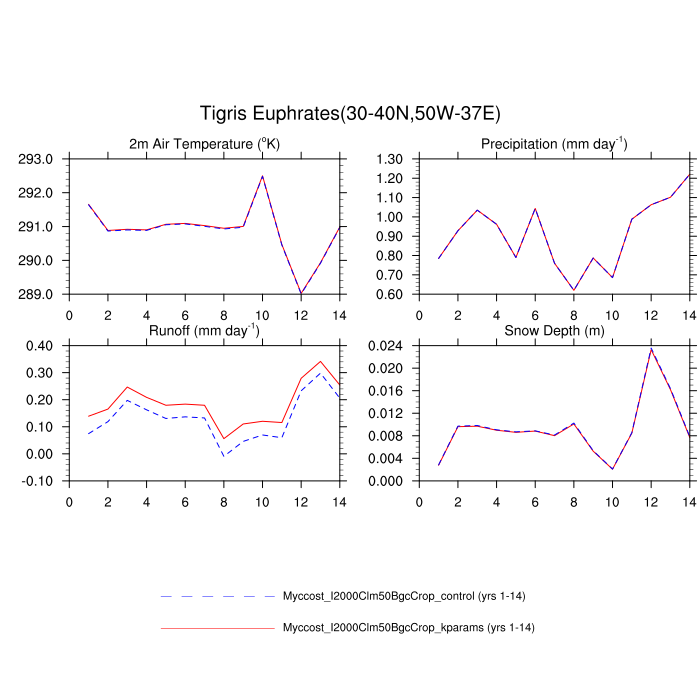 Tigris Euphrates(30-40N,50W-37E)
2m Air Temperature (°K)
Precipitation (mm day⁻¹)
293.0
292.0
291.0
290.0
289.0
0 2 4 6 8 10 12 14
1.30
1.20
1.10
1.00
0.90
0.80
0.70
0.60
0 2 4 6 8 10 12 14
Runoff (mm day⁻¹)
Snow Depth (m)
0.40
0.30
0.20
0.10
0.00
-0.10
0 2 4 6 8 10 12 14
0.024
0.020
0.016
0.012
0.008
0.004
0.000
0 2 4 6 8 10 12 14
Myccost_I2000Clm50BgcCrop_control (yrs 1-14)
Myccost_I2000Clm50BgcCrop_kparams (yrs 1-14)